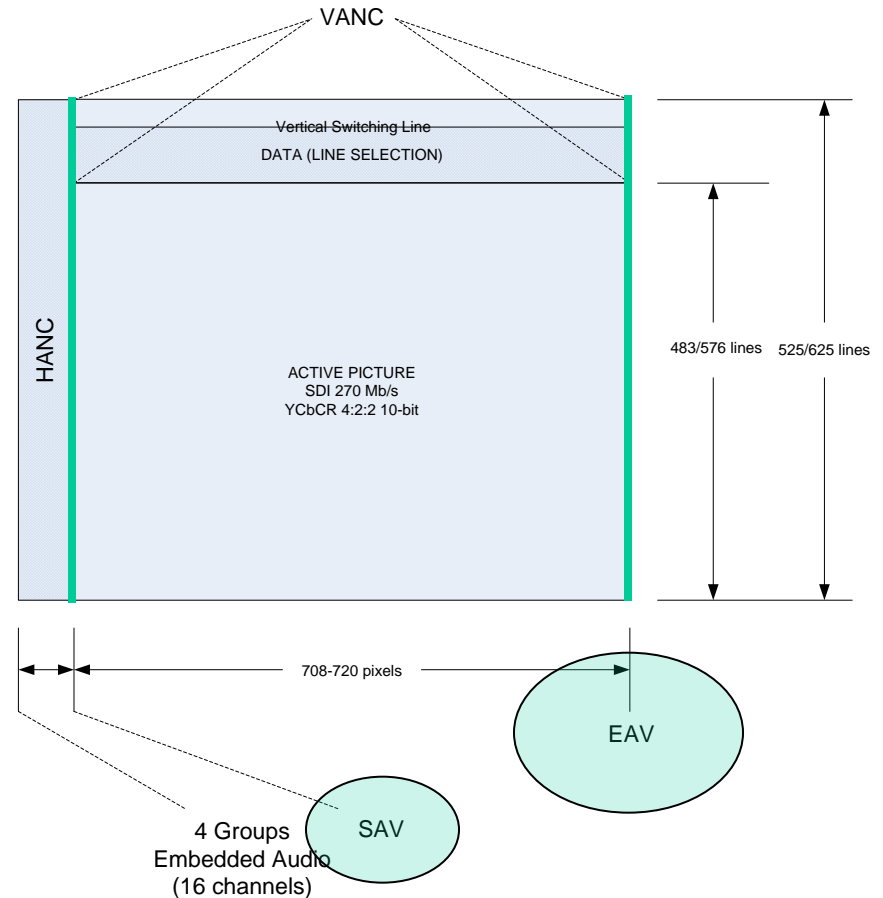 VANC
Vertical Switching Line
DATA (LINE SELECTION)
HANC
483/576 lines
525/625 lines
ACTIVE PICTURE
SDI 270 Mb/s
YCbCR 4:2:2 10-bit
708-720 pixels
EAV
SAV
4 Groups
Embedded Audio
(16 channels)